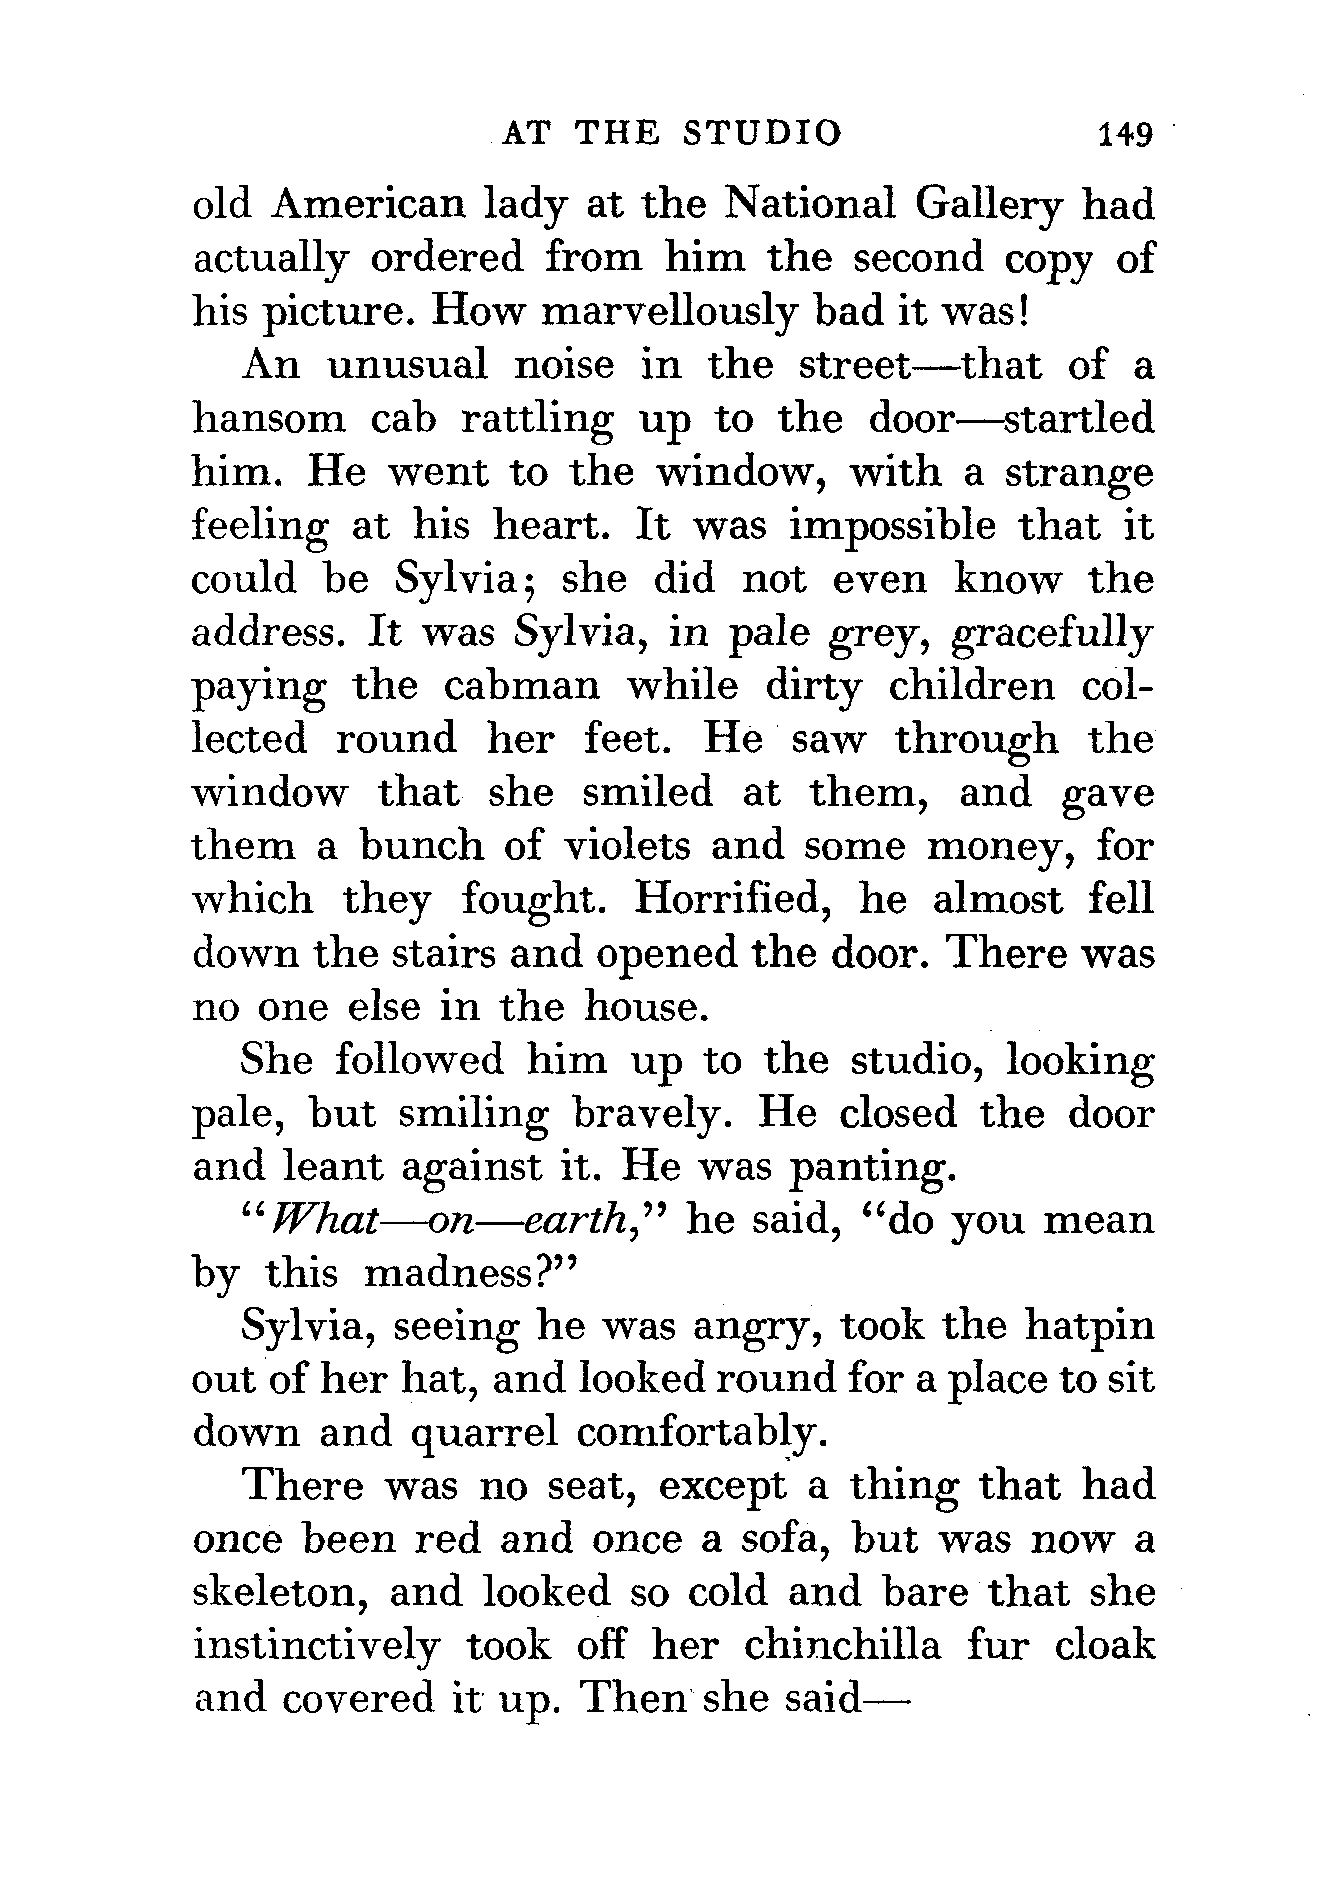 AT THE STUDIO 149
old American lady at the National Gallery had
actually ordered from him the second copy of
his picture. How marvellously bad it was!
An unusual noise in the street—that of a
hansom cab rattling up to the door—startled
him. He went to the window, with a strange
feeling at his heart. It was impossible that it
could be Sylvia; she did not even know the
address. It was Sylvia, in pale grey, gracefully
paying the cabman while dirty children col-
lected round her feet. He saw through the
window that she smiled at them, and gave
them a bunch of violets and some money, for
which they fought. Horrified, he almost fell
down the stairs and opened the door. There was
no one else in the house.
She followed him up to the studio, looking
pale, but smiling bravely. He closed the door
and leant against it. He was panting.
“What—on—earth,” he said, “do you mean
by this madness?”
Sylvia, seeing he was angry, took the hatpin
out of her hat, and looked round for a place to sit
down and quarrel comfortably.
There was no seat, except a thing that had
once been red and once a sofa, but was now a
skeleton, and looked so cold and bare that she
instinctively took off her chinchilla fur cloak
and covered it up. Then she said—